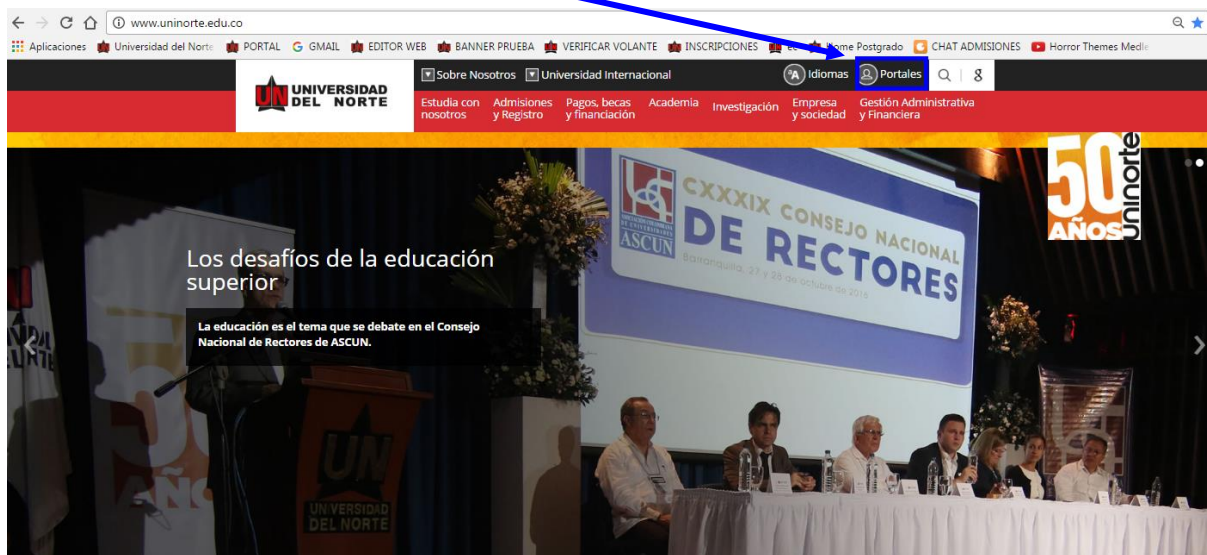 www.uninorte.edu.co
Aplicaciones Universidad del Norte PORTAL GMAIL EDITOR WEB BANNER PRUEBA VERIFICAR VOLANTE INSCRIPCIONES Home Postgrado CHAT ADMISIONES Horror Themes Medle
UNIVERSIDAD
DEL NORTE
Sobre Nosotros Universidad Internacional Idiomas Portales
Estudia con nosotros
Admisiones y Registro
Pagos, becas y financiación
Academia
Investigación
Empresa y sociedad
Gestión Administrativa y Financiera
50
AÑOS
uninorte
ASCUN
CXXXIX CONSEJO NACIONAL
DE RECTORES
Barranquilla, 27 y 28 de octubre de 2016
Los desafíos de la educación
superior
La educación es el tema que se debate en el Consejo
Nacional de Rectores de ASCUN.
UN
UNIVERSIDAD
DEL NORTE